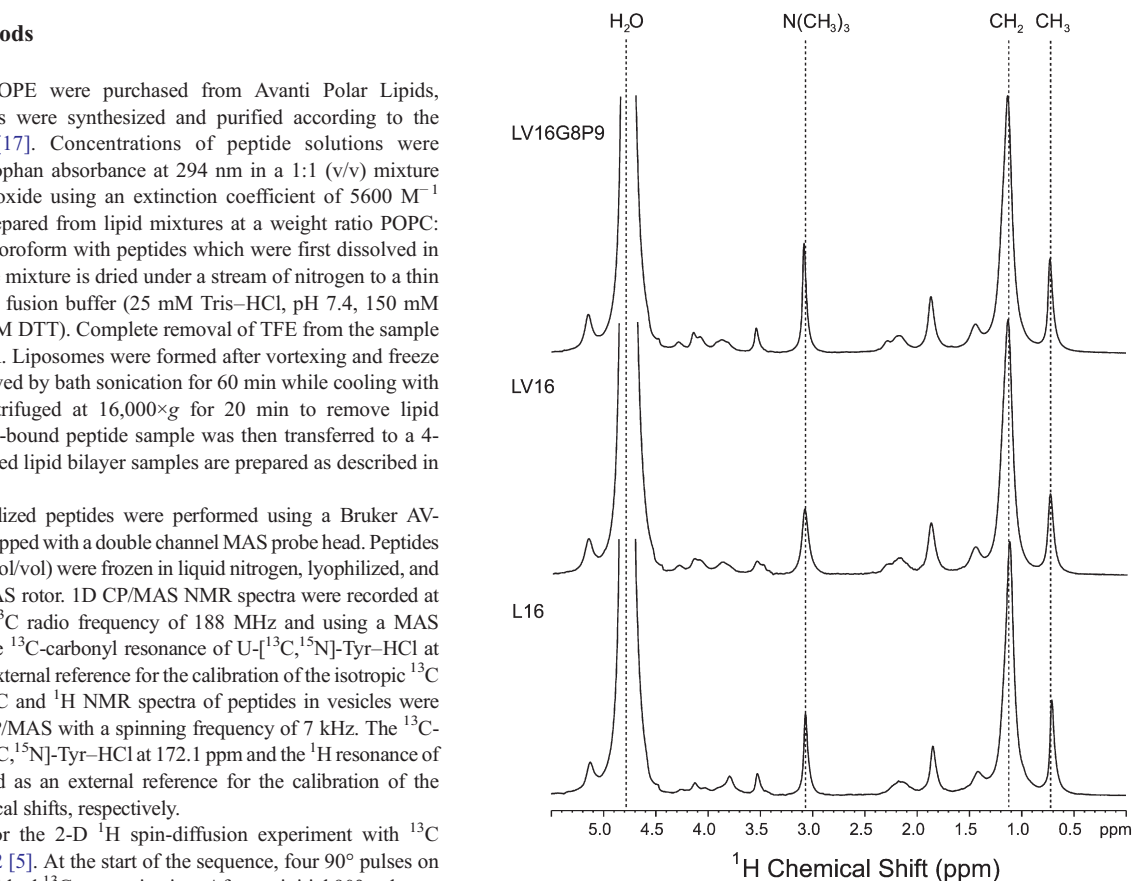 ods
OPE were purchased from Avanti Polar Lipids,
s were synthesized and purified according to the
[17]. Concentrations of peptide solutions were
ophan absorbance at 294 nm in a 1:1 (v/v) mixture
oxide using an extinction coefficient of 5600 M⁻¹
epared from lipid mixtures at a weight ratio POPC:
oroform with peptides which were first dissolved in
mixture is dried under a stream of nitrogen to a thin
fusion buffer (25 mM Tris–HCl, pH 7.4, 150 mM
M DTT). Complete removal of TFE from the sample
. Liposomes were formed after vortexing and freeze
ved by bath sonication for 60 min while cooling with
trifuged at 16,000×g for 20 min to remove lipid
-bound peptide sample was then transferred to a 4-
ed lipid bilayer samples are prepared as described in
lized peptides were performed using a Bruker AV-
pped with a double channel MAS probe head. Peptides
ol/vol) were frozen in liquid nitrogen, lyophilized, and
AS rotor. 1D CP/MAS NMR spectra were recorded at
³C radio frequency of 188 MHz and using a MAS
e ¹³C-carbonyl resonance of U-[¹³C,¹⁵N]-Tyr–HCl at
xternal reference for the calibration of the isotropic ¹³C
C and ¹H NMR spectra of peptides in vesicles were
P/MAS with a spinning frequency of 7 kHz. The ¹³C-
C,¹⁵N]-Tyr–HCl at 172.1 ppm and the ¹H resonance of
d as an external reference for the calibration of the
cal shifts, respectively.
or the 2-D ¹H spin-diffusion experiment with ¹³C
2 [5]. At the start of the sequence, four 90° pulses on
H₂O N(CH₃)₃ CH₂ CH₃
LV16G8P9
LV16
L16
5.0 4.5 4.0 3.5 3.0 2.5 2.0 1.5 1.0 0.5 ppm
¹H Chemical Shift (ppm)